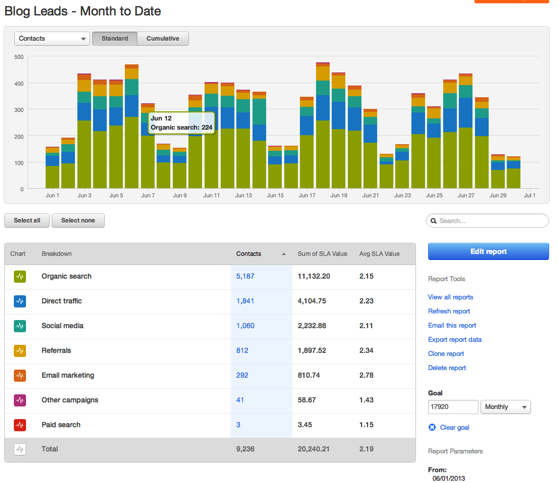 Blog Leads - Month to Date
Contacts Standard Cumulative
500
400
300
200
100
0
Jun 12
Organic search: 224
Jun 1 Jun 3 Jun 5 Jun 7 Jun 9 Jun 11 Jun 13 Jun 15 Jun 17 Jun 19 Jun 21 Jun 23 Jun 25 Jun 27 Jun 29 Jul 1
Select all Select none Search...
Chart Breakdown Contacts Sum of SLA Value Avg SLA Value
Organic search 5,187 11,132.20 2.15
Direct traffic 1,841 4,104.75 2.23
Social media 1,060 2,232.88 2.11
Referrals 812 1,897.52 2.34
Email marketing 292 810.74 2.78
Other campaigns 41 58.67 1.43
Paid search 3 3.45 1.15
Total 9,236 20,240.21 2.19
Edit report
Report Tools
View all reports
Refresh report
Email this report
Export report data
Clone report
Delete report
Goal
17920 Monthly
Clear goal
Report Parameters
From:
06/01/2013